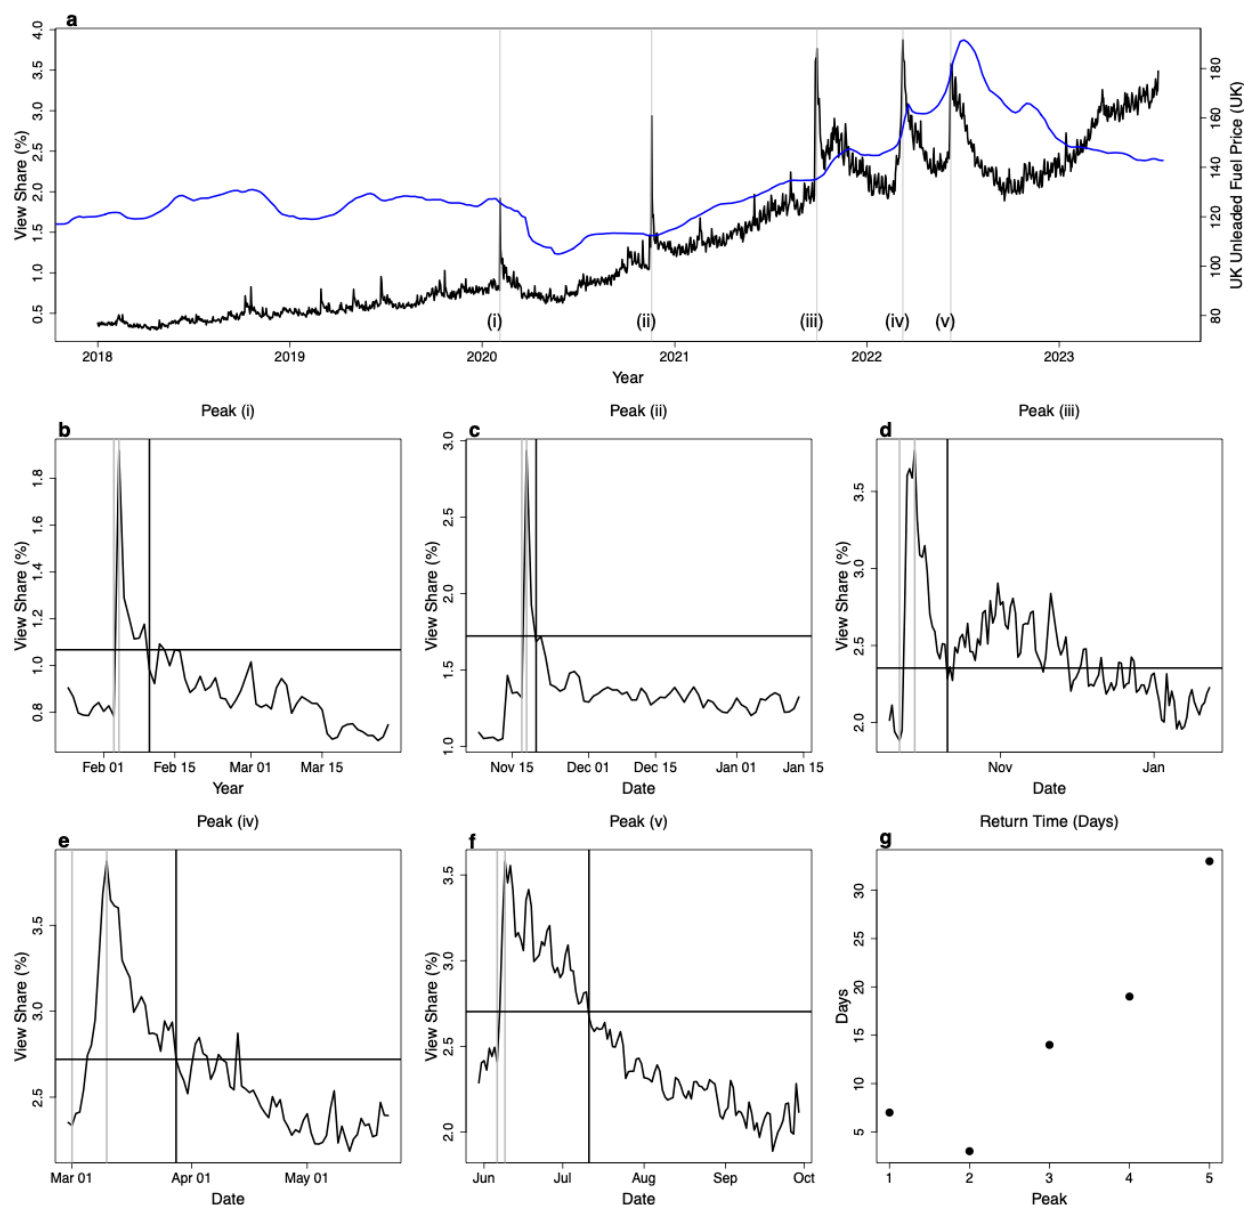 a
View Share (%)
4.0
3.5
3.0
2.5
2.0
1.5
1.0
0.5
UK Unleaded Fuel Price (UK)
180
160
140
120
100
80
(i) (ii) (iii) (iv) (v)
2018 2019 2020 2021 2022 2023
Year
Peak (i)
b
View Share (%)
1.8
1.6
1.4
1.2
1.0
0.8
Feb 01 Feb 15 Mar 01 Mar 15
Year
Peak (ii)
c
View Share (%)
3.0
2.5
2.0
1.5
1.0
Nov 15 Dec 01 Dec 15 Jan 01 Jan 15
Date
Peak (iii)
d
View Share (%)
3.5
3.0
2.5
2.0
Nov Jan
Date
Peak (iv)
e
View Share (%)
3.5
3.0
2.5
Mar 01 Apr 01 May 01
Date
Peak (v)
f
View Share (%)
3.5
3.0
2.5
2.0
Jun Jul Aug Sep Oct
Date
Return Time (Days)
g
Days
30
25
20
15
10
5
1 2 3 4 5
Peak